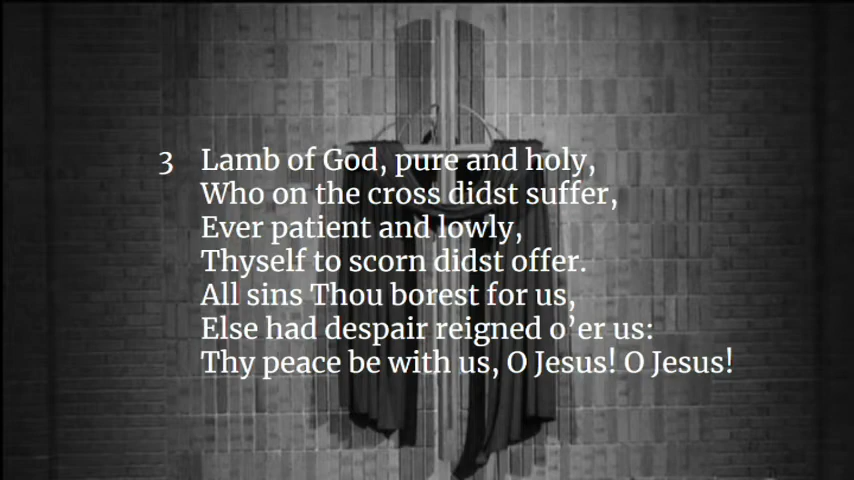 3 Lamb of God, pure and holy,
Who on the cross didst suffer,
Ever patient and lowly,
Thyself to scorn didst offer.
All sins Thou borest for us,
Else had despair reigned o’er us:
Thy peace be with us, O Jesus! O Jesus!